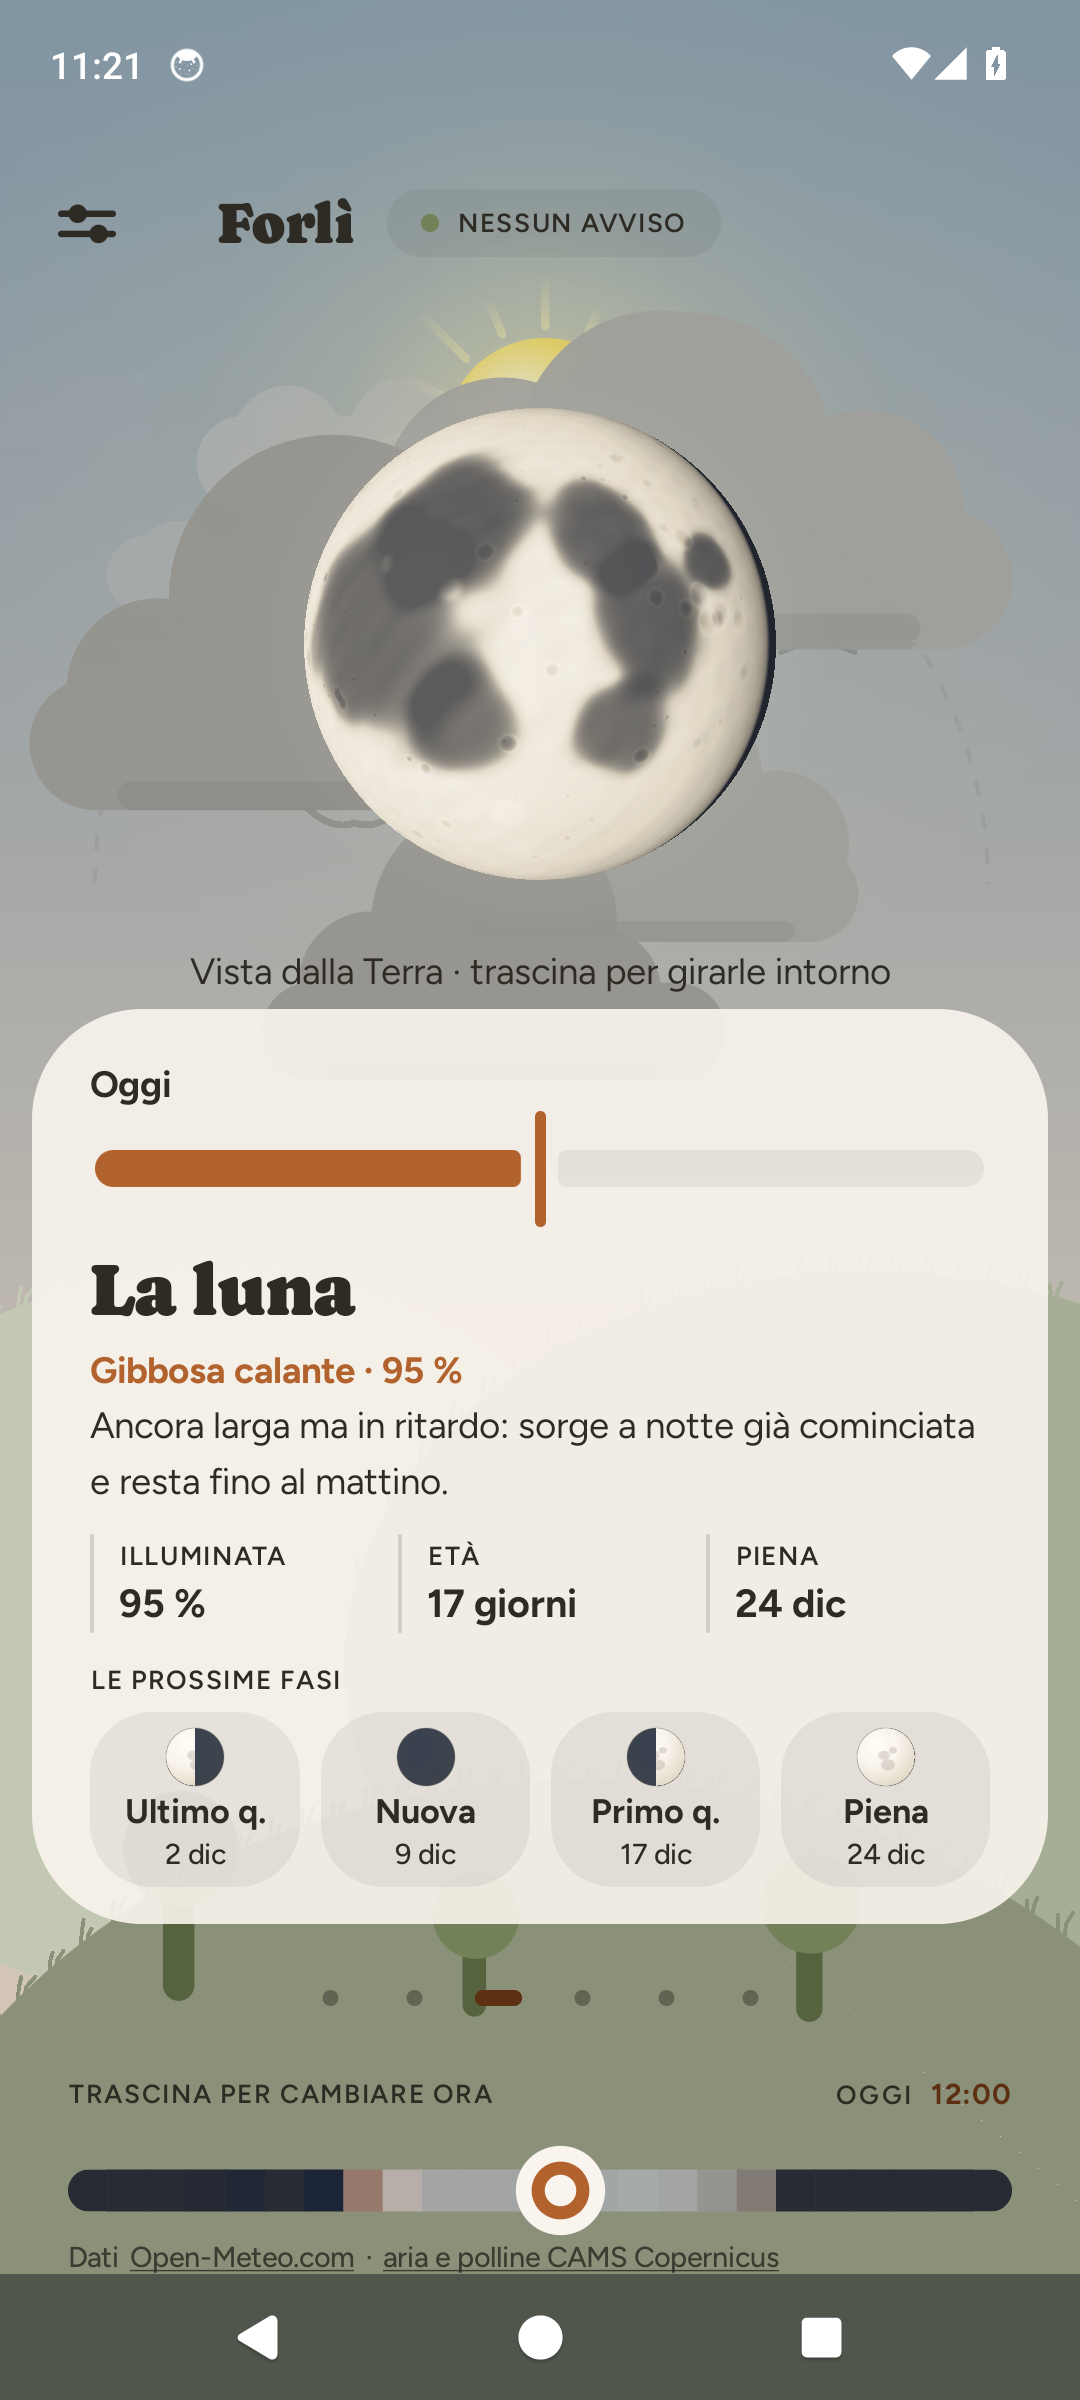 11:21
Forlì
NESSUN AVVISO
Vista dalla Terra · trascina per girarle intorno
Oggi
La luna
Gibbosa calante · 95 %
Ancora larga ma in ritardo: sorge a notte già cominciata
e resta fino al mattino.
ILLUMINATA ETÀ PIENA
95 % 17 giorni 24 dic
LE PROSSIME FASI
Ultimo q. Nuova Primo q. Piena
2 dic 9 dic 17 dic 24 dic
TRASCINA PER CAMBIARE ORA OGGI 12:00
Dati Open-Meteo.com · aria e polline CAMS Copernicus